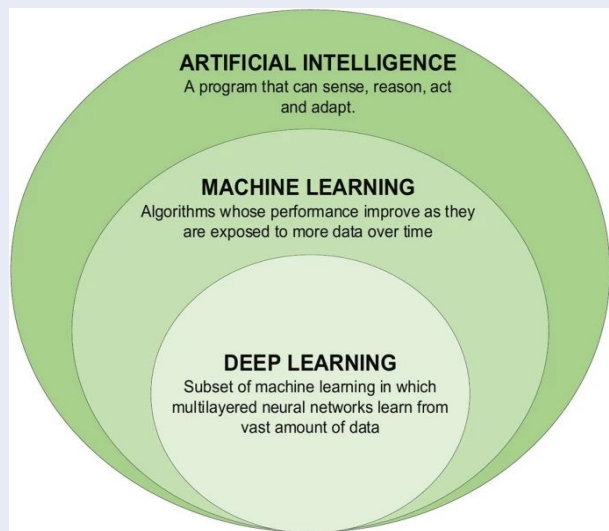 ARTIFICIAL INTELLIGENCE
A program that can sense, reason, act
and adapt.
MACHINE LEARNING
Algorithms whose performance improve as they
are exposed to more data over time
DEEP LEARNING
Subset of machine learning in which
multilayered neural networks learn from
vast amount of data